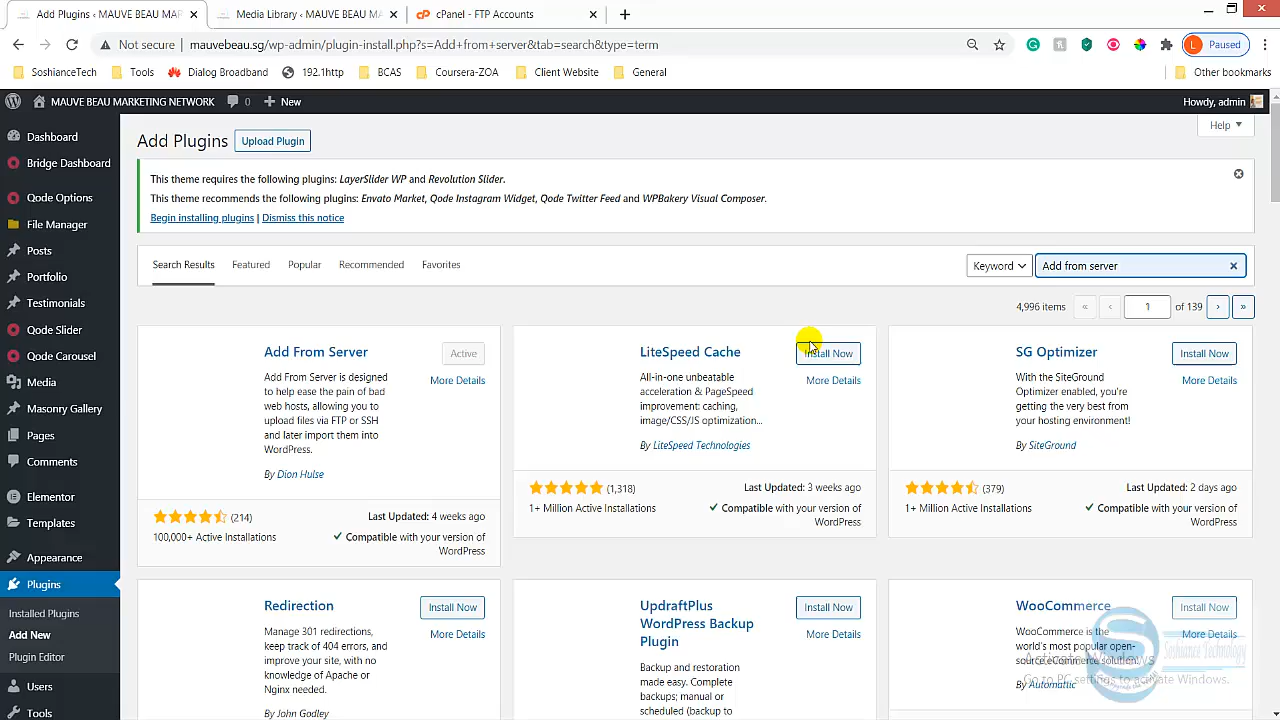 Add Plugins ‹ MAUVE BEAU MAR
Media Library ‹ MAUVE BEAU MA
cP cPanel - FTP Accounts
Not secure
mauvebeau.sg/wp-admin/plugin-install.php?s=Add+from+server&tab=search&type=term
L Paused
SoshianceTech
Tools
Dialog Broadband
192.1http
BCAS
Coursera-ZOA
Client Website
General
Other bookmarks
MAUVE BEAU MARKETING NETWORK
0
New
Howdy, admin
Dashboard
Bridge Dashboard
Qode Options
File Manager
Posts
Portfolio
Testimonials
Qode Slider
Qode Carousel
Media
Masonry Gallery
Pages
Comments
Elementor
Templates
Appearance
Plugins
Installed Plugins
Add New
Plugin Editor
Users
Tools
Help
Add Plugins
Upload Plugin
This theme requires the following plugins: LayerSlider WP and Revolution Slider.
This theme recommends the following plugins: Envato Market, Qode Instagram Widget, Qode Twitter Feed and WPBakery Visual Composer.
Begin installing plugins | Dismiss this notice
Search Results
Featured
Popular
Recommended
Favorites
Keyword
Add from server
4,996 items
«
‹
1
of 139
›
»
Add From Server
Active
More Details
Add From Server is designed
to help ease the pain of bad
web hosts, allowing you to
upload files via FTP or SSH
and later import them into
WordPress.
By Dion Hulse
(214)
100,000+ Active Installations
Last Updated: 4 weeks ago
Compatible with your version of
WordPress
LiteSpeed Cache
Install Now
More Details
All-in-one unbeatable
acceleration & PageSpeed
improvement: caching,
image/CSS/JS optimization...
By LiteSpeed Technologies
(1,318)
1+ Million Active Installations
Last Updated: 3 weeks ago
Compatible with your version of
WordPress
SG Optimizer
Install Now
More Details
With the SiteGround
Optimizer enabled, you're
getting the very best from
your hosting environment!
By SiteGround
(379)
1+ Million Active Installations
Last Updated: 2 days ago
Compatible with your version of
WordPress
Redirection
Install Now
More Details
Manage 301 redirections,
keep track of 404 errors, and
improve your site, with no
knowledge of Apache or
Nginx needed.
By John Godley
UpdraftPlus
WordPress Backup
Plugin
Install Now
More Details
Backup and restoration
made easy. Complete
backups; manual or
scheduled (backup to
WooCommerce
Install Now
More Details
WooCommerce is the
world's most popular open-
source eCommerce solution.
By Automattic
Activate Windows
Go to PC settings to activate Windows.
Soshiance Technology